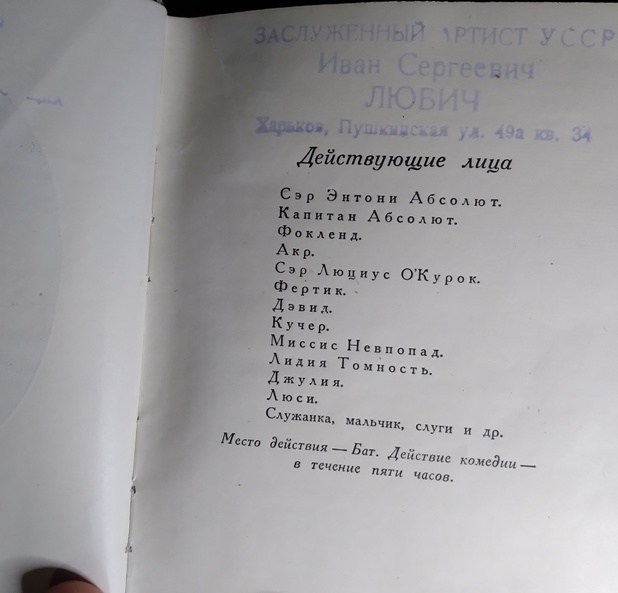 ЗАСЛУЖЕННЫЙ АРТИСТ УССР
Иван Сергеевич
ЛЮБИЧ
Харьков, Пушкинская ул. 49а кв. 34
Действующие лица
Сэр Энтони Абсолют.
Капитан Абсолют.
Фокленд.
Акр.
Сэр Люциус О'Курок.
Фертик.
Дэвид.
Кучер.
Миссис Невпопад.
Лидия Томность.
Джулия.
Люси.
Служанка, мальчик, слуги и др.
Место действия — Бат. Действие комедии —
в течение пяти часов.